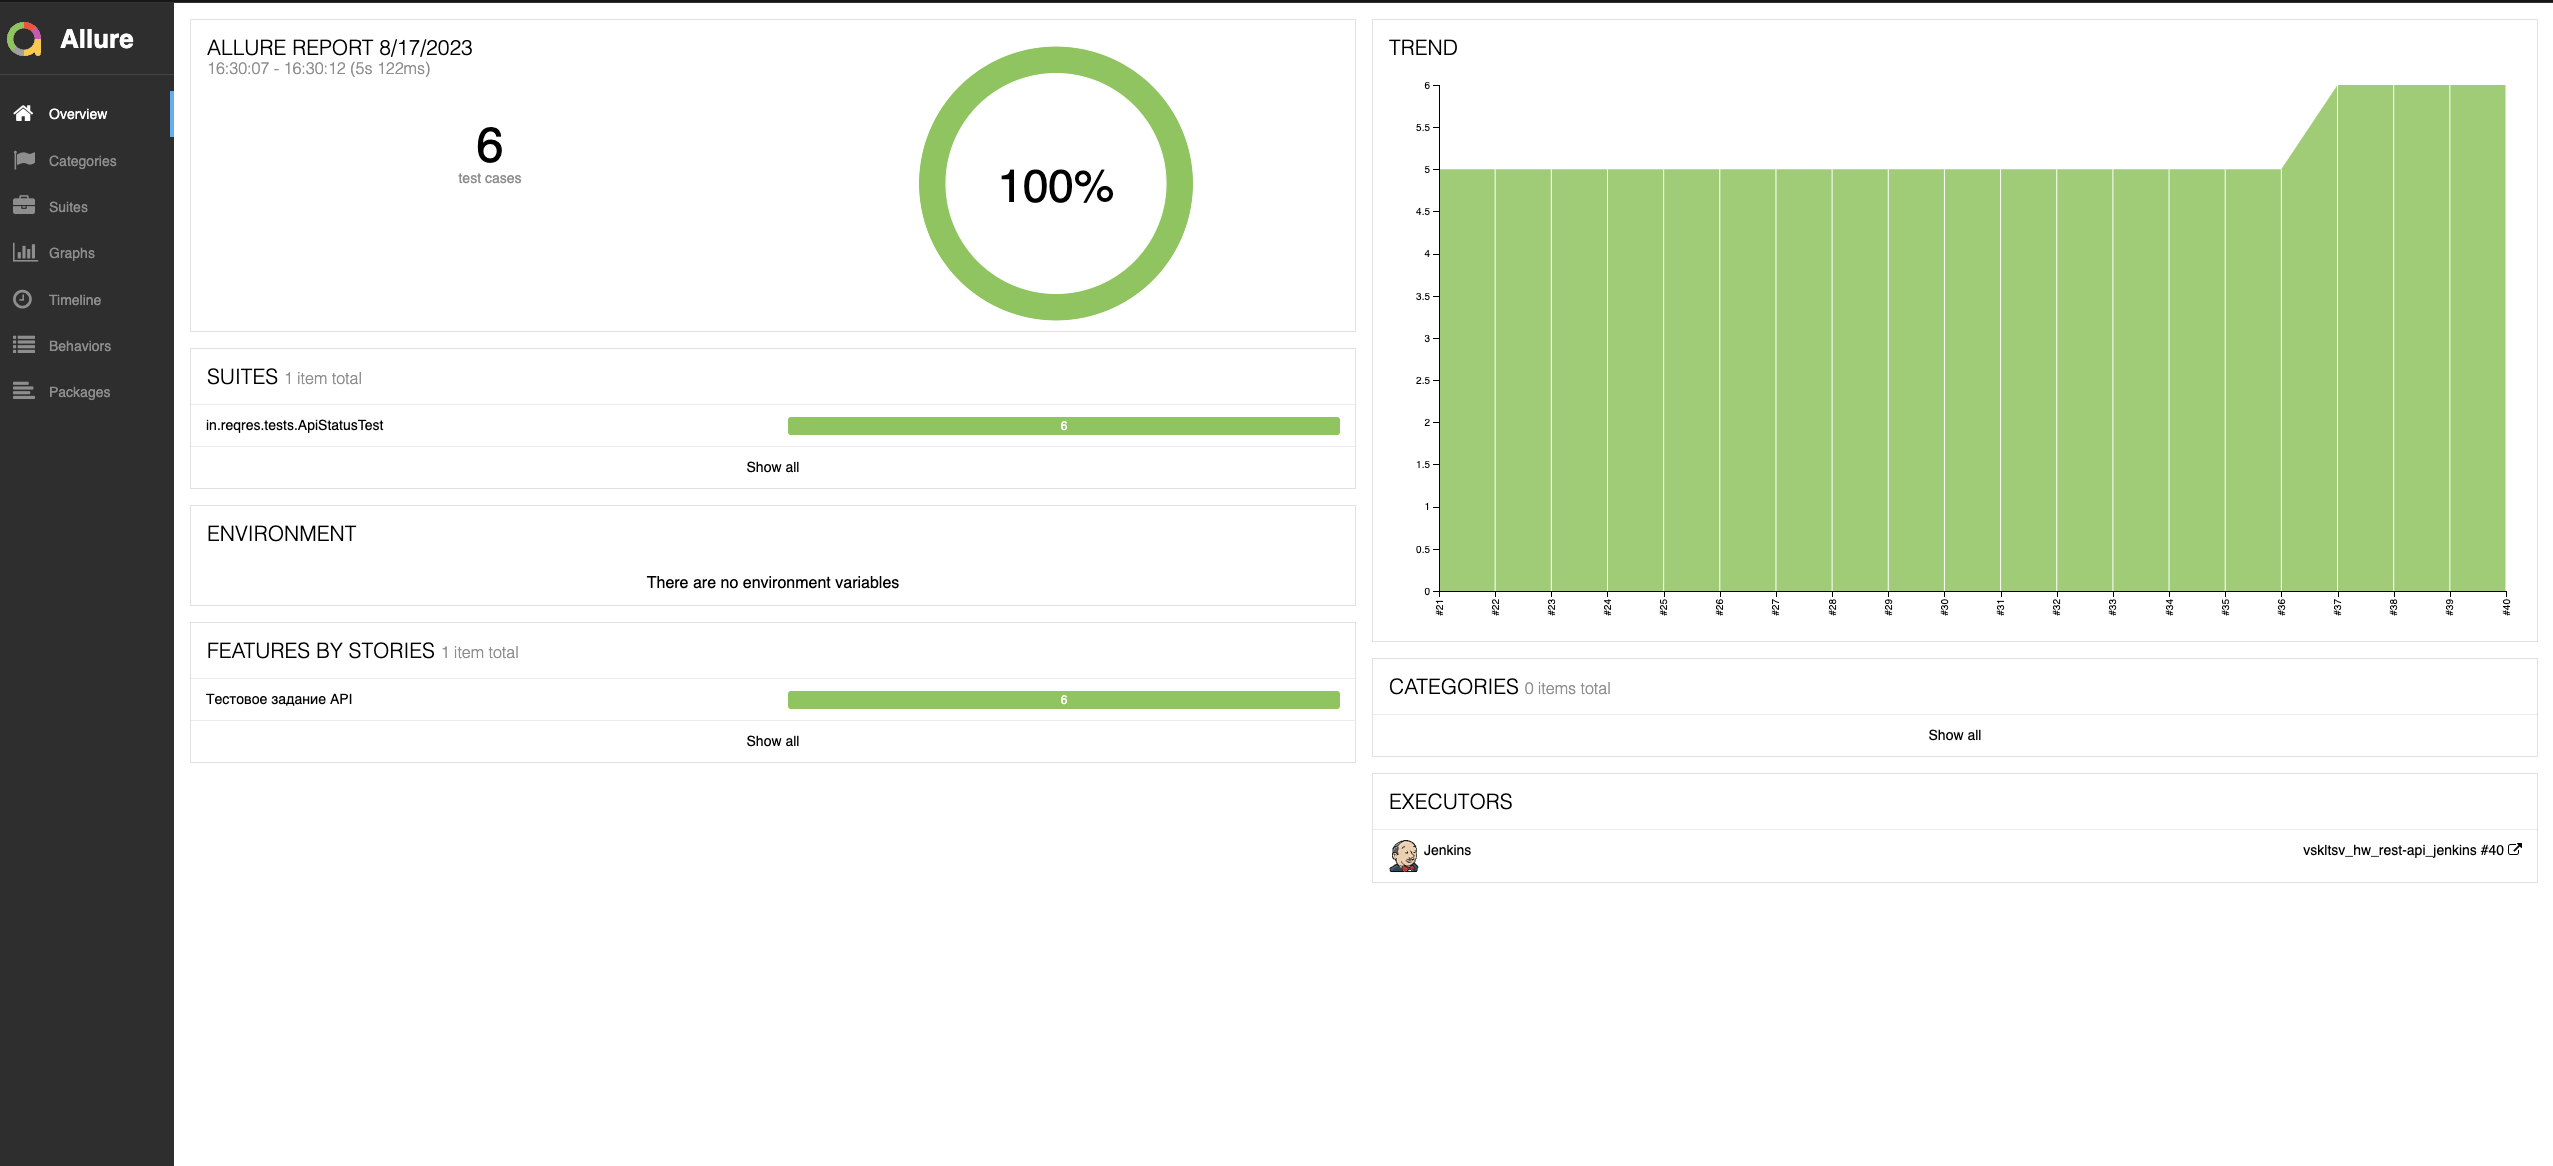 Allure
Overview
Categories
Suites
Graphs
Timeline
Behaviors
Packages
ALLURE REPORT 8/17/2023
16:30:07 - 16:30:12 (5s 122ms)
6
test cases
100%
SUITES 1 item total
in.reqres.tests.ApiStatusTest 6
Show all
ENVIRONMENT
There are no environment variables
FEATURES BY STORIES 1 item total
Тестовое задание API 6
Show all
TREND
6
5.5
5
4.5
4
3.5
3
2.5
2
1.5
1
0.5
0
#21 #22 #23 #24 #25 #26 #27 #28 #29 #30 #31 #32 #33 #34 #35 #36 #37 #38 #39 #40
CATEGORIES 0 items total
Show all
EXECUTORS
Jenkins vskltsv_hw_rest-api_jenkins #40